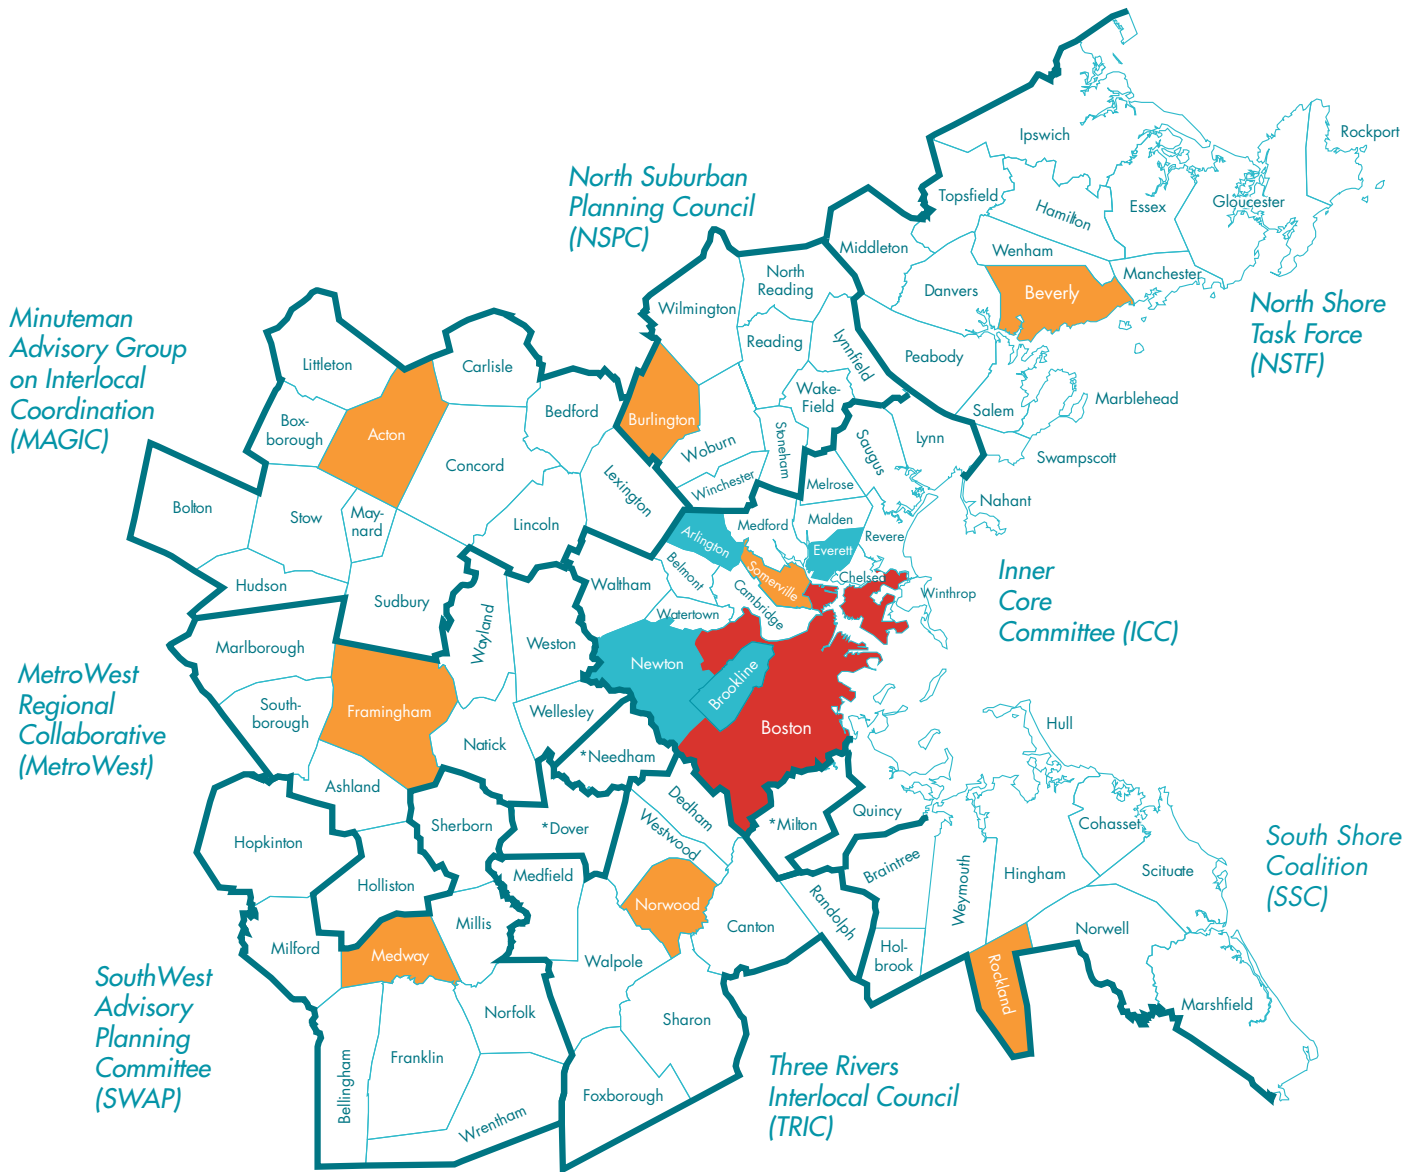 Ipswich
Rockport
North Suburban
Planning Council
(NSPC)
Topsfield
Hamilton
Essex
Gloucester
Middleton
Wenham
Manchester
North
Reading
Danvers
Beverly
North Shore
Task Force
(NSTF)
Minuteman
Advisory Group
on Interlocal
Coordination
(MAGIC)
Wilmington
Reading
Lynnfield
Peabody
Littleton
Carlisle
Wake-
Field
Marblehead
Salem
Bedford
Burlington
Box-
borough
Acton
Woburn
Stoneham
Saugus
Lynn
Swampscott
Concord
Lexington
Winchester
Melrose
Nahant
Bolton
Stow
May-
nard
Lincoln
Arlington
Medford
Malden
Revere
Everett
Belmont
Somerville
Chelsea
Winthrop
Inner
Core
Committee (ICC)
Hudson
Sudbury
Waltham
Cambridge
Watertown
Wayland
Weston
Marlborough
Newton
Brookline
MetroWest
Regional
Collaborative
(MetroWest)
South-
borough
Framingham
Wellesley
Boston
Hull
Natick
*Needham
Ashland
Dedham
Quincy
Westwood
*Milton
Cohasset
Sherborn
*Dover
Hopkinton
South Shore
Coalition
(SSC)
Braintree
Weymouth
Hingham
Scituate
Holliston
Medfield
Norwood
Randolph
Millis
Canton
Norwell
Milford
Medway
Hol-
brook
Walpole
Rockland
SouthWest
Advisory
Planning
Committee
(SWAP)
Marshfield
Norfolk
Sharon
Franklin
Bellingham
Three Rivers
Interlocal Council
(TRIC)
Foxborough
Wrentham